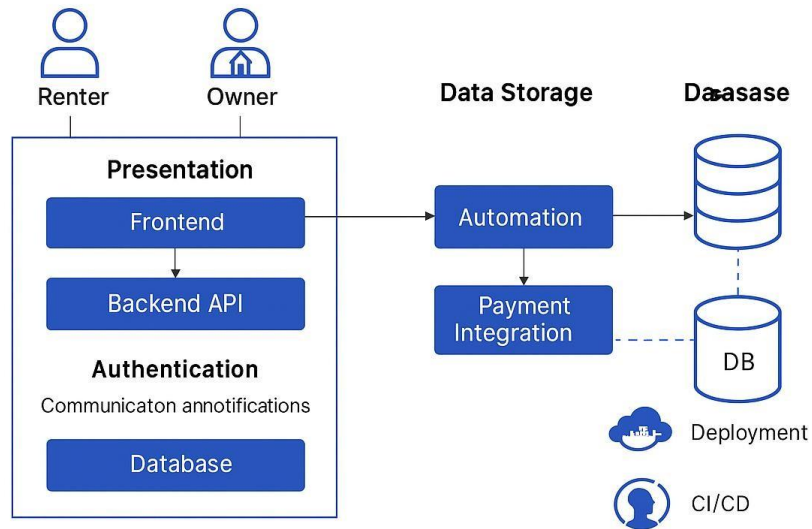 Renter
Owner
Data Storage
Presentation
Frontend
Backend API
Authentication
Communicaton annotifications
Database
Automation
Payment
Integration
DB
Deployment
CI/CD